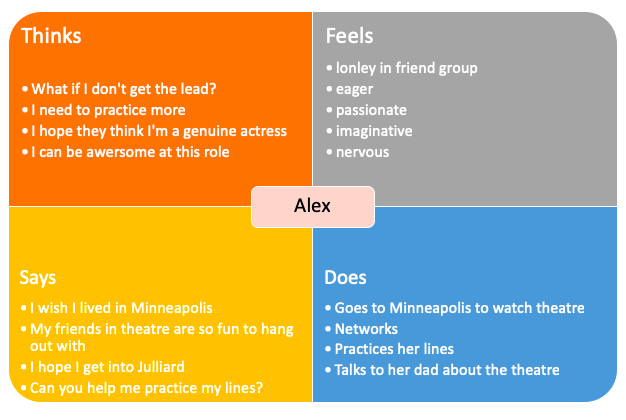 Thinks
• What if I don't get the lead?
• I need to practice more
• I hope they think I'm a genuine actress
• I can be awersome at this role
Feels
• lonley in friend group
• eager
• passionate
• imaginative
• nervous
Alex
Says
• I wish I lived in Minneapolis
• My friends in theatre are so fun to hang
out with
• I hope I get into Julliard
• Can you help me practice my lines?
Does
• Goes to Minneapolis to watch theatre
• Networks
• Practices her lines
• Talks to her dad about the theatre